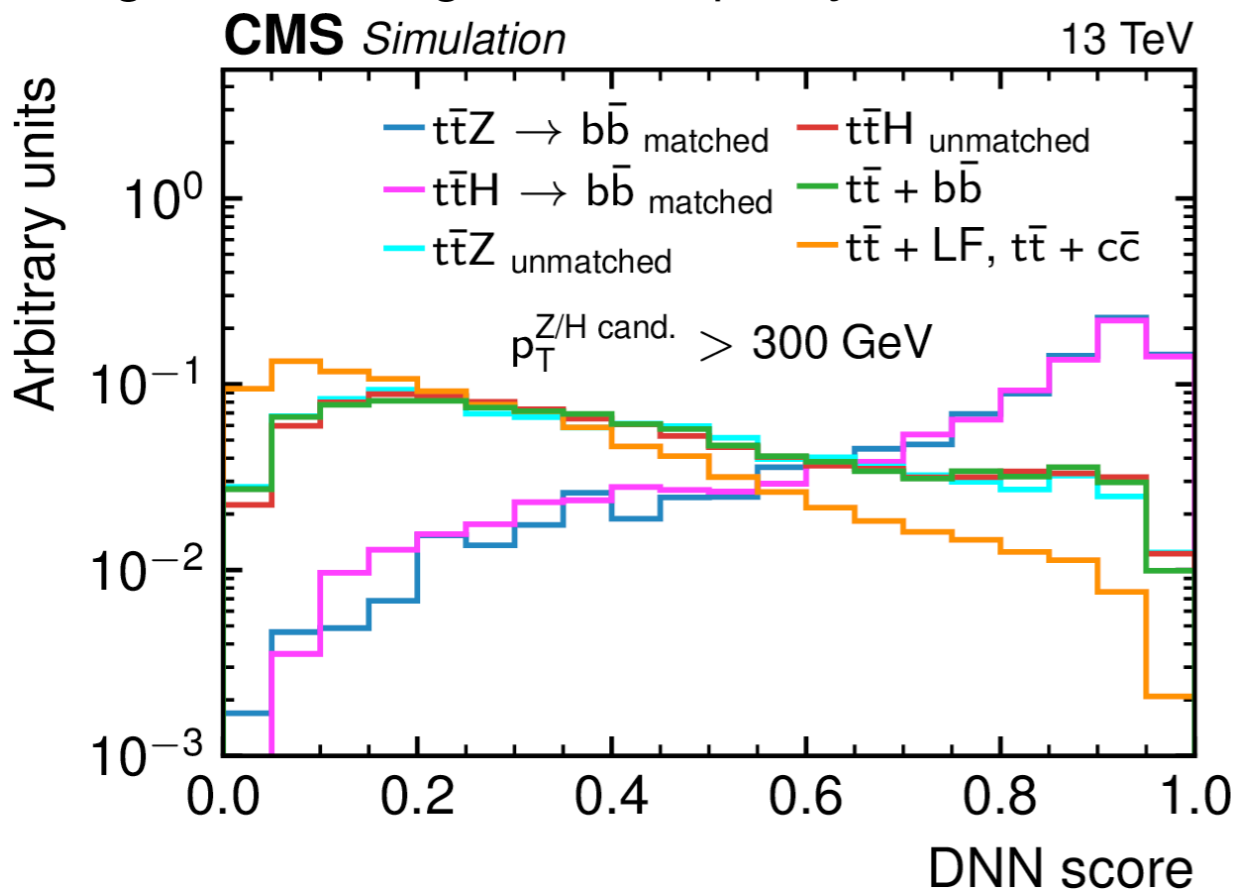 CMS Simulation 13 TeV
Arbitrary units
tt̄Z → bb̄ matched
tt̄H → bb̄ matched
tt̄Z unmatched
tt̄H unmatched
tt̄ + bb̄
tt̄ + LF, tt̄ + cc̄
p_T^{Z/H cand.} > 300 GeV
10^0
10^−1
10^−2
10^−3
0.0 0.2 0.4 0.6 0.8 1.0
DNN score